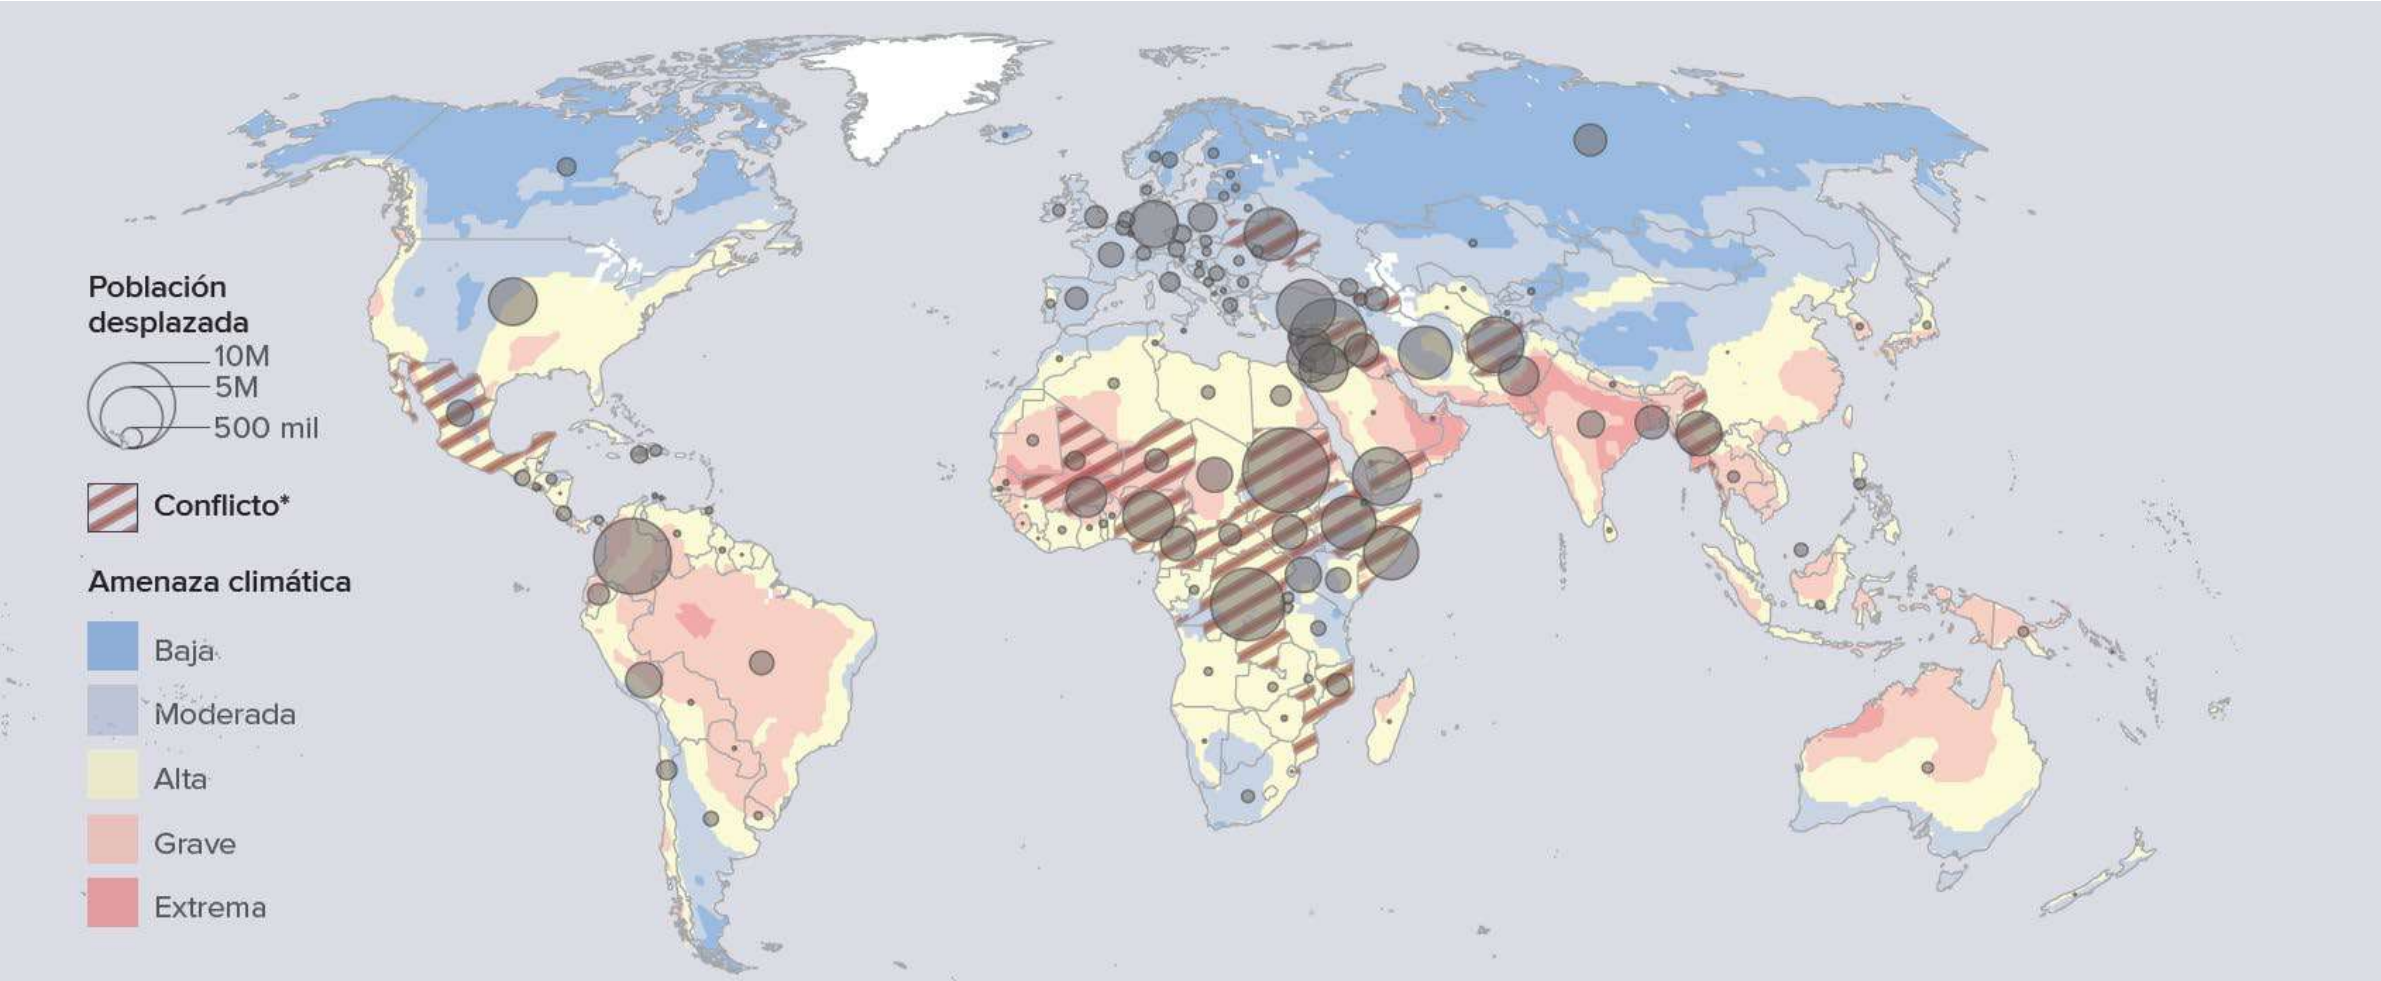 Población
desplazada
10M
5M
500 mil
Conflicto*
Amenaza climática
Baja
Moderada
Alta
Grave
Extrema